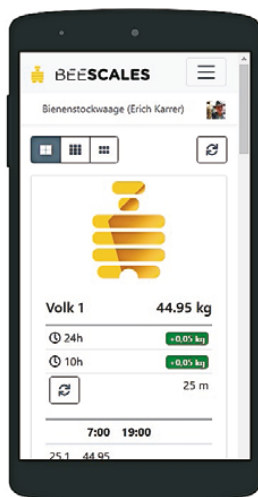 BEESCALES
Bienenstockwaage (Erich Karrer)
Volk 1 44.95 kg
24h +0,05 kg
10h +0,05 kg
25 m
7:00 19:00
25.1 44.95